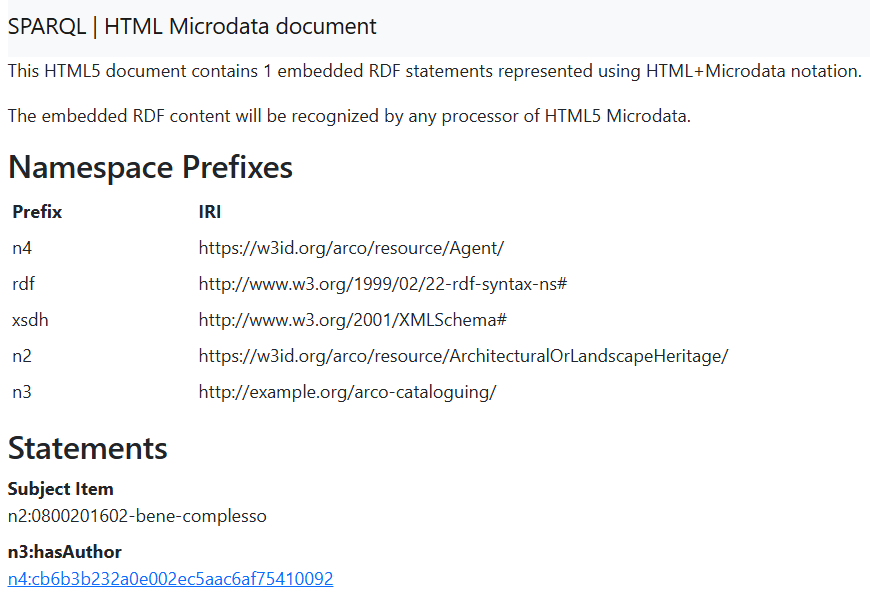 SPARQL | HTML Microdata document
This HTML5 document contains 1 embedded RDF statements represented using HTML+Microdata notation.
The embedded RDF content will be recognized by any processor of HTML5 Microdata.
Namespace Prefixes
Prefix IRI
n4 https://w3id.org/arco/resource/Agent/
rdf http://www.w3.org/1999/02/22-rdf-syntax-ns#
xsdh http://www.w3.org/2001/XMLSchema#
n2 https://w3id.org/arco/resource/ArchitecturalOrLandscapeHeritage/
n3 http://example.org/arco-cataloguing/
Statements
Subject Item
n2:0800201602-bene-complesso
n3:hasAuthor
n4:cb6b3b232a0e002ec5aac6af75410092